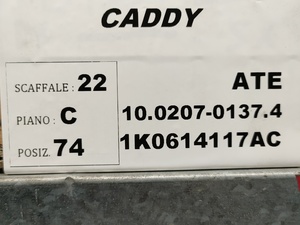 CADDY
SCAFFALE : 22
ATE
PIANO : C
10.0207-0137.4
POSIZ. 74
1K0614117AC